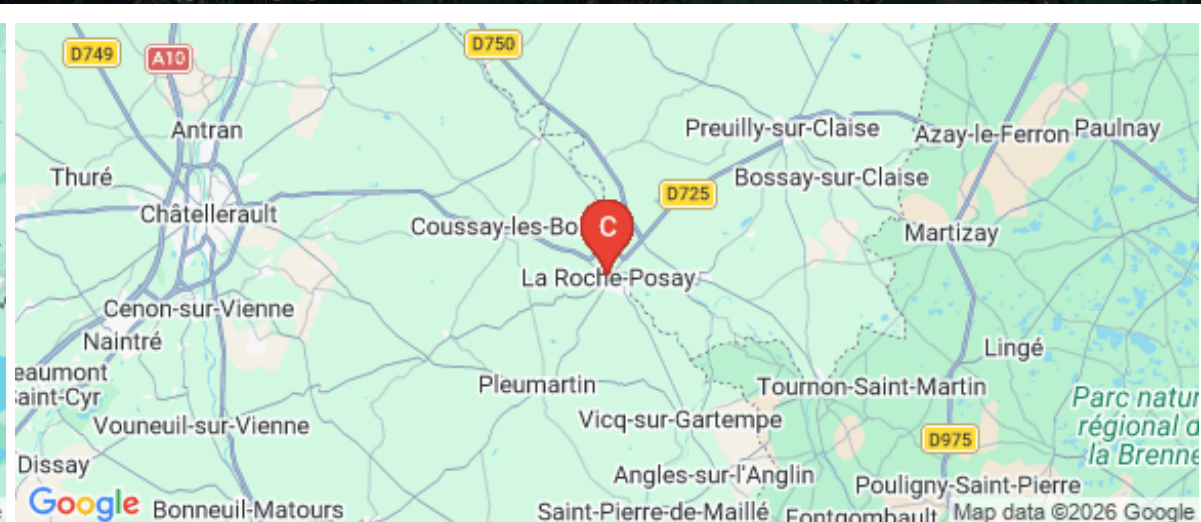 D749
A10
D750
Antran
Preuilly-sur-Claise
Azay-le-Ferron
Paulnay
Thuré
Bossay-sur-Claise
D725
Châtellerault
Coussay-les-Bo
C
Martizay
La Roche-Posay
Cenon-sur-Vienne
Naintré
Lingé
eaumont
Saint-Cyr
Pleumartin
Tournon-Saint-Martin
Parc natur
régional d
la Brenne
Vouneuil-sur-Vienne
Vicq-sur-Gartempe
D975
Dissay
Angles-sur-l'Anglin
Pouligny-Saint-Pierre
Google
Bonneuil-Matours
Saint-Pierre-de-Maillé
Fontgombault
Map data ©2026 Google